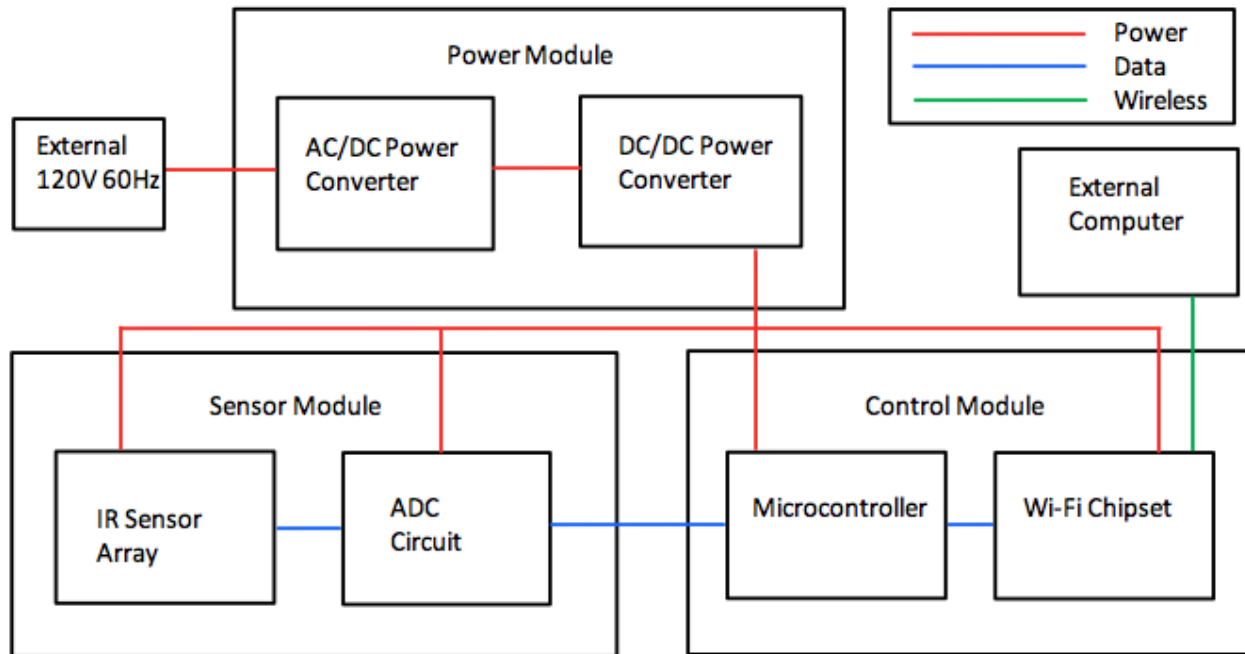 Power Module
Power
Data
Wireless
External
120V 60Hz
AC/DC Power
Converter
DC/DC Power
Converter
External
Computer
Sensor Module
Control Module
IR Sensor
Array
ADC
Circuit
Microcontroller
Wi-Fi Chipset